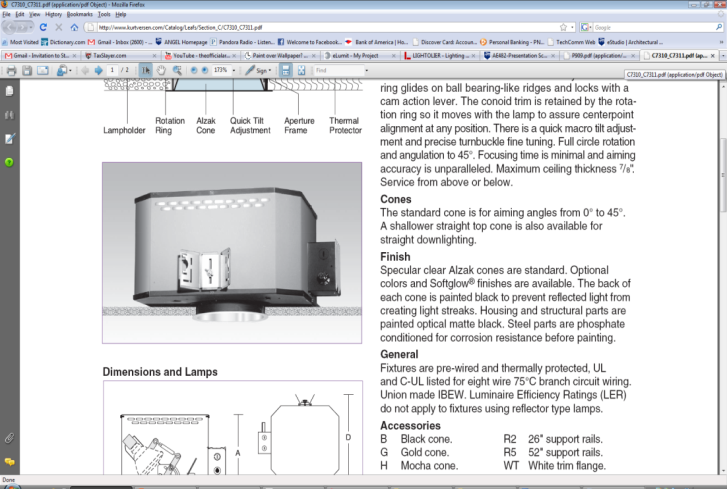 C7310_C7311.pdf (application/pdf Object) - Mozilla Firefox
File Edit View History Bookmarks Tools Help
http://www.kurtversen.com/Catalog/Leafs/Section_C/C7310_C7311.pdf
Google
Most Visited Dictionary.com Gmail - Inbox (2600) - ... ANGEL Homepage Pandora Radio - Listen... Welcome to Facebook... Bank of America | Ho... Discover Card: Accoun... Personal Banking - PN... TechComm Web eStudio | Architectural ...
Gmail - Invitation to St... TaxSlayer.com YouTube - theofficialer... Paint over Wallpaper? ... eLumit - My Project LIGHTOLIER - Lighting... AE482-Presentation Sc... P900.pdf (application/... C7310_C7311.pdf (ap...
1 / 2 173% Sign Find
C7310_C7311.pdf (application/pdf Object)
Lampholder
Rotation Ring
Alzak Cone
Quick Tilt Adjustment
Aperture Frame
Thermal Protector
Dimensions and Lamps
A
D
ring glides on ball bearing-like ridges and locks with a
cam action lever. The conoid trim is retained by the rota-
tion ring so it moves with the lamp to assure centerpoint
alignment at any position. There is a quick macro tilt adjust-
ment and precise turnbuckle fine tuning. Full circle rotation
and angulation to 45°. Focusing time is minimal and aiming
accuracy is unparalleled. Maximum ceiling thickness 7/8".
Service from above or below.
Cones
The standard cone is for aiming angles from 0° to 45°.
A shallower straight top cone is also available for
straight downlighting.
Finish
Specular clear Alzak cones are standard. Optional
colors and Softglow® finishes are available. The back of
each cone is painted black to prevent reflected light from
creating light streaks. Housing and structural parts are
painted optical matte black. Steel parts are phosphate
conditioned for corrosion resistance before painting.
General
Fixtures are pre-wired and thermally protected, UL
and C-UL listed for eight wire 75°C branch circuit wiring.
Union made IBEW. Luminaire Efficiency Ratings (LER)
do not apply to fixtures using reflector type lamps.
Accessories
B Black cone. R2 26" support rails.
G Gold cone. R5 52" support rails.
H Mocha cone. WT White trim flange.
Done